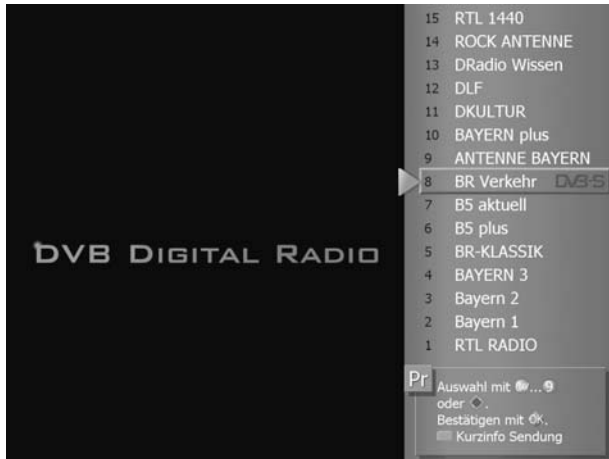 15 RTL 1440
14 ROCK ANTENNE
13 DRadio Wissen
12 DLF
11 DKULTUR
10 BAYERN plus
9 ANTENNE BAYERN
8 BR Verkehr DVB-S
7 B5 aktuell
6 B5 plus
5 BR-KLASSIK
4 BAYERN 3
3 Bayern 2
2 Bayern 1
1 RTL RADIO
DVB DIGITAL RADIO
Pr
Auswahl mit 0...9
oder .
Bestätigen mit OK.
Kurzinfo Sendung